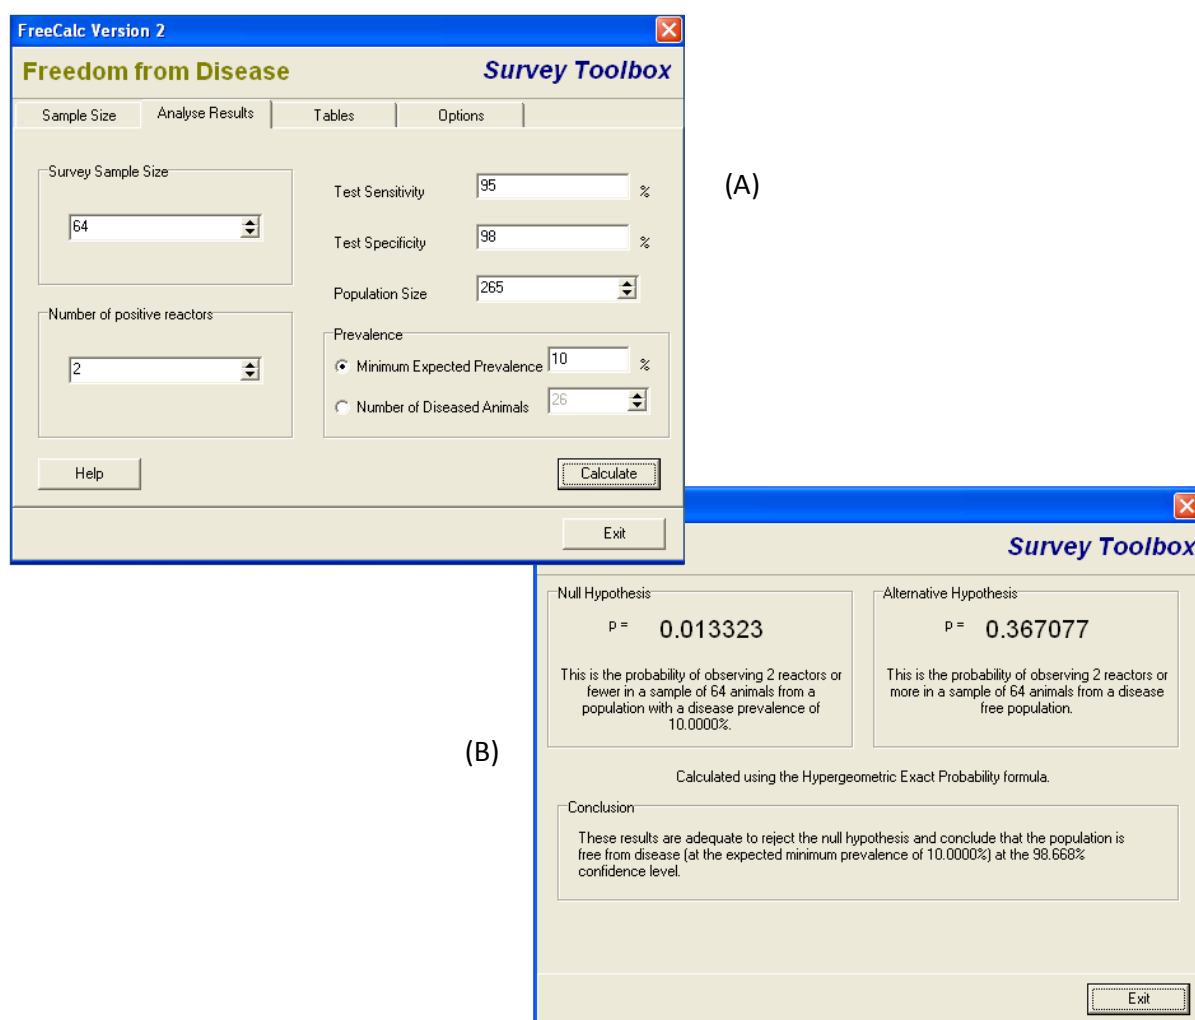 FreeCalc Version 2
Freedom from Disease
Survey Toolbox
Sample Size
Analyse Results
Tables
Options
Survey Sample Size
64
Number of positive reactors
2
Test Sensitivity
95
%
Test Specificity
98
%
Population Size
265
Prevalence
Minimum Expected Prevalence
10
%
Number of Diseased Animals
26
Help
Calculate
Exit
(A)
Survey Toolbox
Null Hypothesis
p = 0.013323
This is the probability of observing 2 reactors or
fewer in a sample of 64 animals from a
population with a disease prevalence of
10.0000%.
Alternative Hypothesis
p = 0.367077
This is the probability of observing 2 reactors or
more in a sample of 64 animals from a disease
free population.
(B)
Calculated using the Hypergeometric Exact Probability formula.
Conclusion
These results are adequate to reject the null hypothesis and conclude that the population is
free from disease (at the expected minimum prevalence of 10.0000%) at the 98.668%
confidence level.
Exit